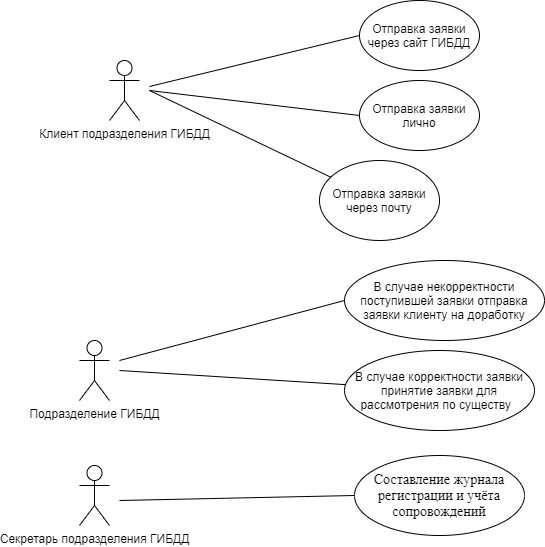 Отправка заявки
через сайт ГИБДД
Отправка заявки
лично
Клиент подразделения ГИБДД
Отправка заявки
через почту
В случае некорректности
поступившей заявки отправка
заявки клиенту на доработку
В случае корректности заявки
принятие заявки для
рассмотрения по существу
Подразделение ГИБДД
Составление журнала
регистрации и учёта
сопровождений
Секретарь подразделения ГИБДД